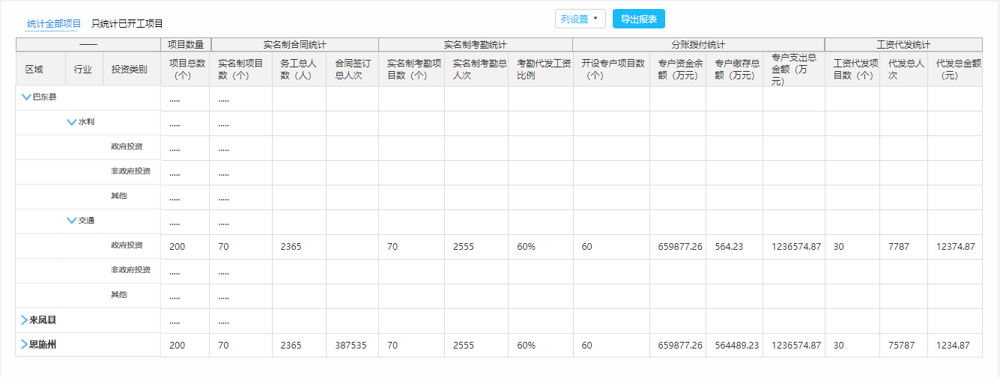 统计全部项目 只统计已开工项目 列设置 导出报表
—— 项目数量 实名制合同统计 实名制考勤统计 分账拨付统计 工资代发统计
区域 行业 投资类别 项目总数（个） 实名制项目数（个） 务工总人数（人） 合同签订总人次 实名制考勤项目数（个） 实名制考勤总人次 考勤代发工资比例 开设专户项目数（个） 专户资金余额（万元） 专户缴存总额（万元） 专户支出总金额（万元） 工资代发项目数（个） 代发总人次 代发总金额（元）
巴东县 ..... .....
水利 ..... .....
政府投资 ..... .....
非政府投资 ..... .....
其他 ..... .....
交通 ..... .....
政府投资 200 70 2365 70 2555 60% 60 659877.26 564.23 1236574.87 30 7787 12374.87
非政府投资 ..... .....
其他 ..... .....
来凤县 ..... .....
恩施州 200 70 2365 387535 70 2555 60% 60 659877.26 564489.23 1236574.87 30 75787 1234.87